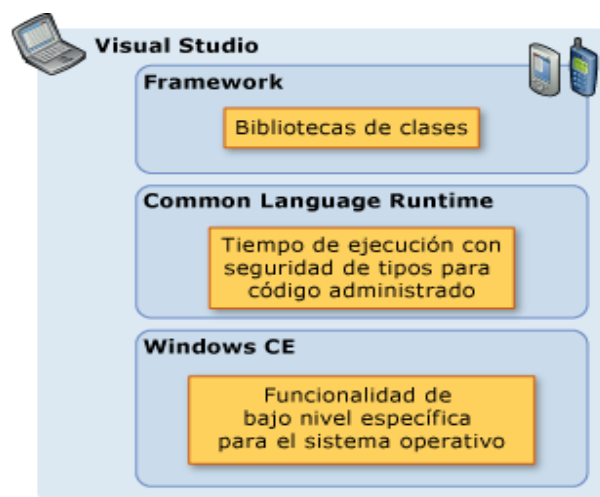 Visual Studio
Framework
Bibliotecas de clases
Common Language Runtime
Tiempo de ejecución con
seguridad de tipos para
código administrado
Windows CE
Funcionalidad de
bajo nivel específica
para el sistema operativo